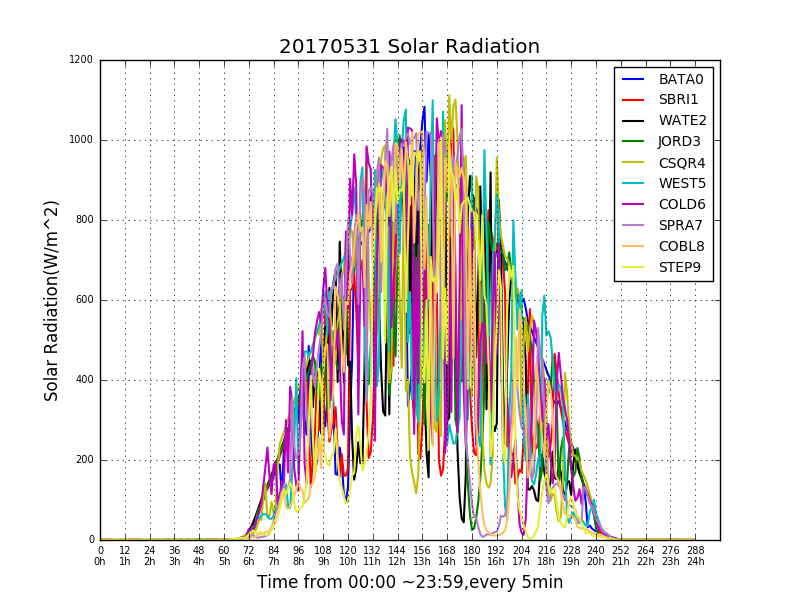 20170531 Solar Radiation
1200
1000
800
600
400
200
0
Solar Radiation(W/m^2)
BATA0
SBRI1
WATE2
JORD3
CSQR4
WEST5
COLD6
SPRA7
COBL8
STEP9
0 12 24 36 48 60 72 84 96 108 120 132 144 156 168 180 192 204 216 228 240 252 264 276 288
0h 1h 2h 3h 4h 5h 6h 7h 8h 9h 10h 11h 12h 13h 14h 15h 16h 17h 18h 19h 20h 21h 22h 23h 24h
Time from 00:00 ~23:59,every 5min